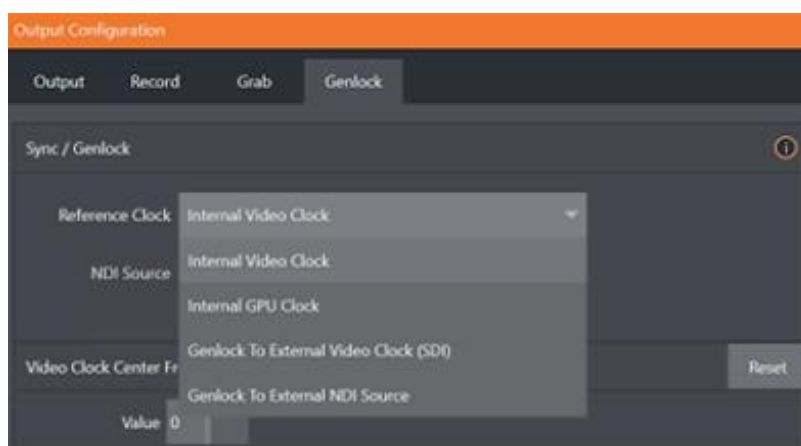 Output Configuration
Output Record Grab Genlock
Sync / Genlock
Reference Clock Internal Video Clock
Internal Video Clock
NDI Source
Internal GPU Clock
Genlock To External Video Clock (SDI)
Video Clock Center Fr
Reset
Genlock To External NDI Source
Value 0